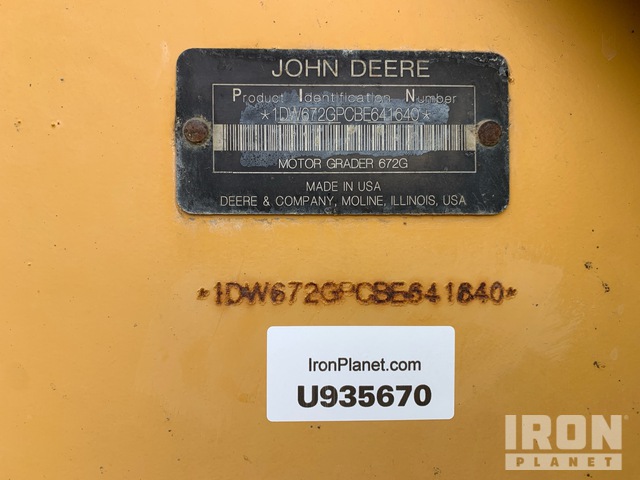 JOHN DEERE
Product Identification Number
*1DW672GPCBE641640*
MOTOR GRADER 672G
MADE IN USA
DEERE & COMPANY, MOLINE, ILLINOIS, USA
*1DW672GPCBE641640*
IronPlanet.com
U935670
IRON
PLANET